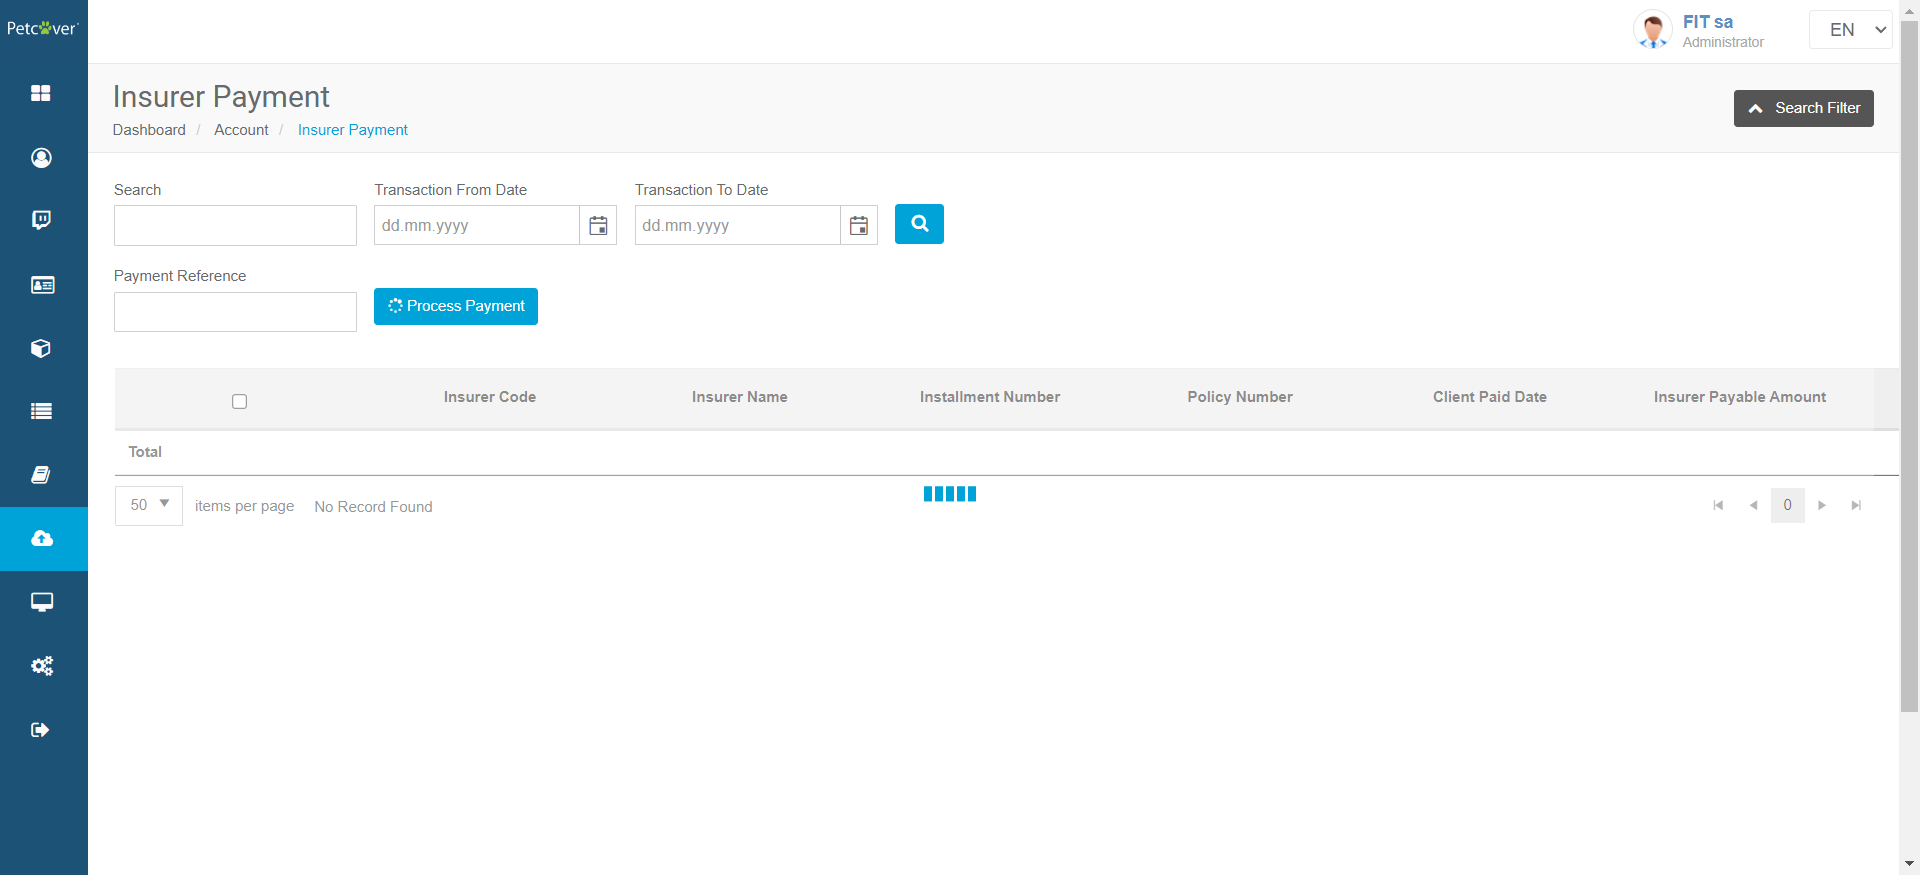 Petcover
FIT sa
Administrator
EN
Insurer Payment
Dashboard / Account / Insurer Payment
Search Filter
Search
Transaction From Date
Transaction To Date
dd.mm.yyyy
dd.mm.yyyy
Payment Reference
Process Payment
Insurer Code
Insurer Name
Installment Number
Policy Number
Client Paid Date
Insurer Payable Amount
Total
50
items per page
No Record Found
0